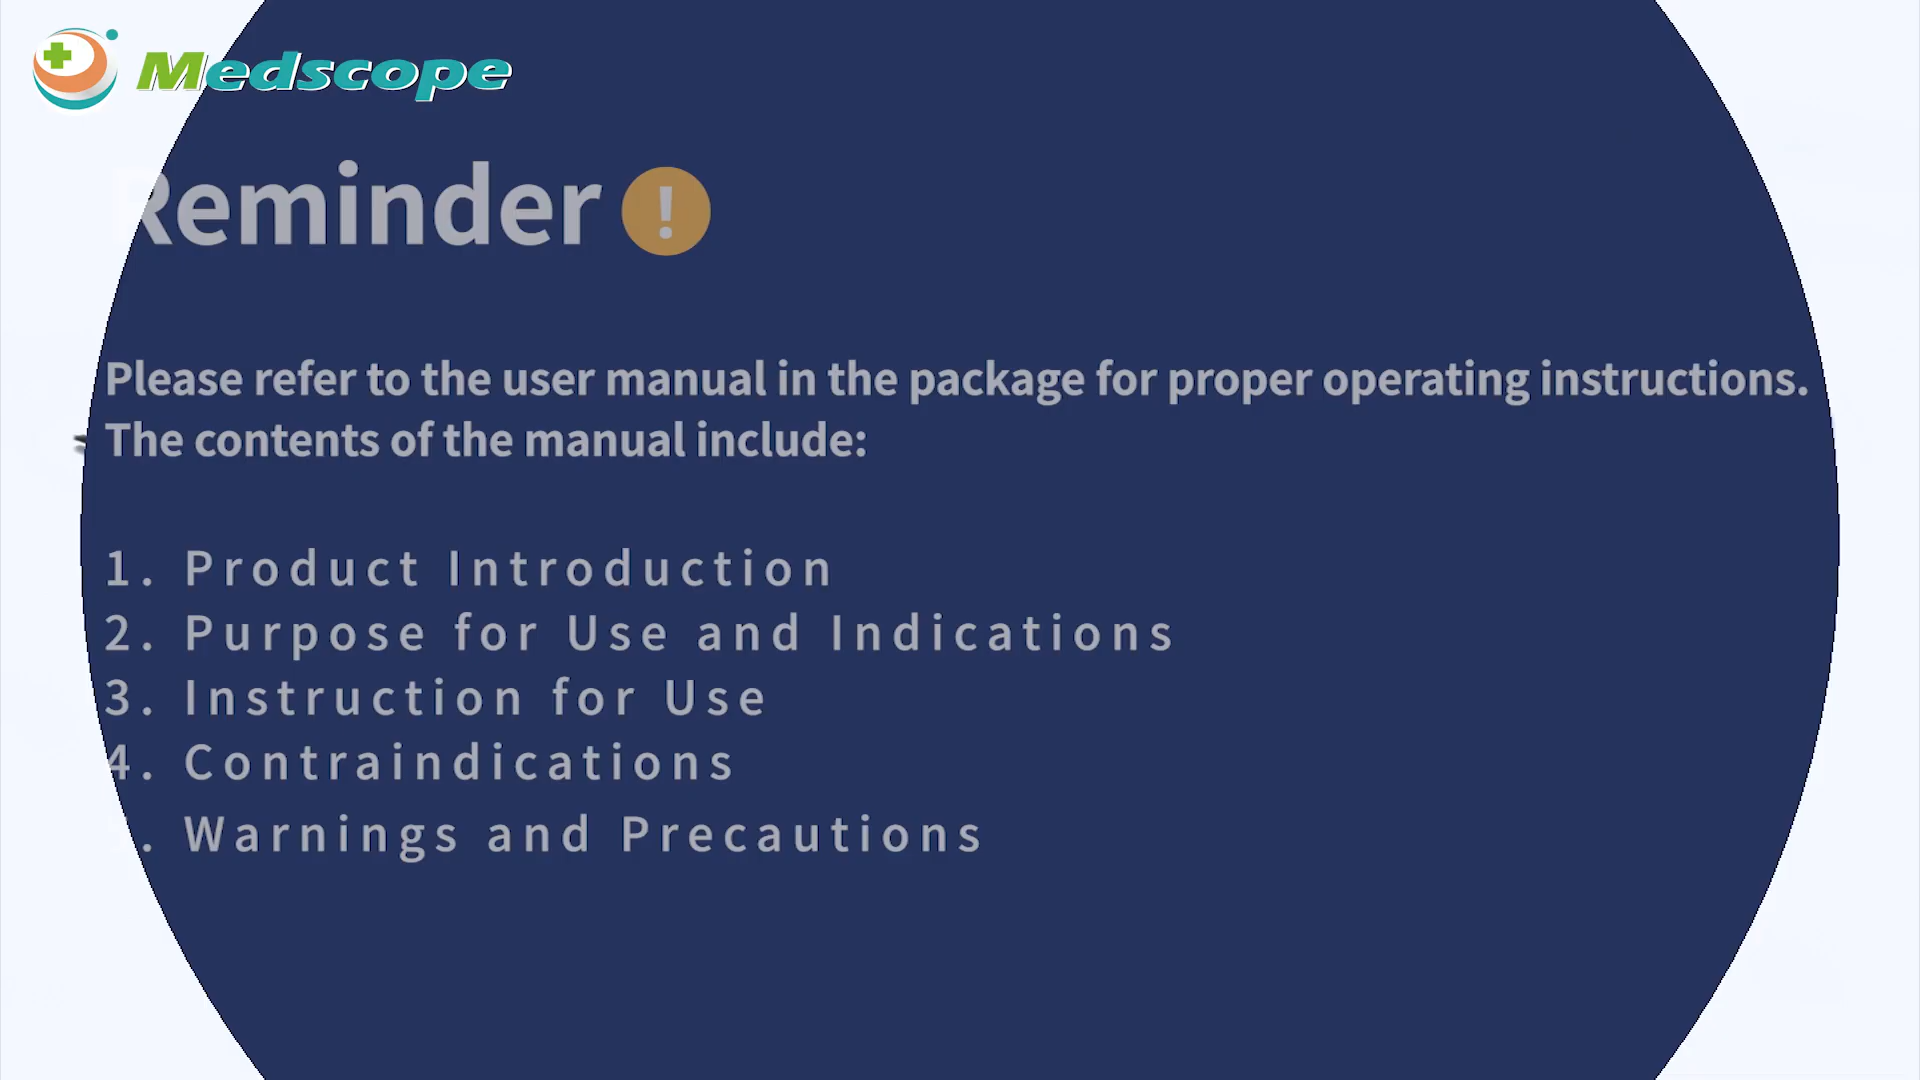 Medscope
Reminder !
Please refer to the user manual in the package for proper operating instructions.
The contents of the manual include:
1. Product Introduction
2. Purpose for Use and Indications
3. Instruction for Use
4. Contraindications
. Warnings and Precautions